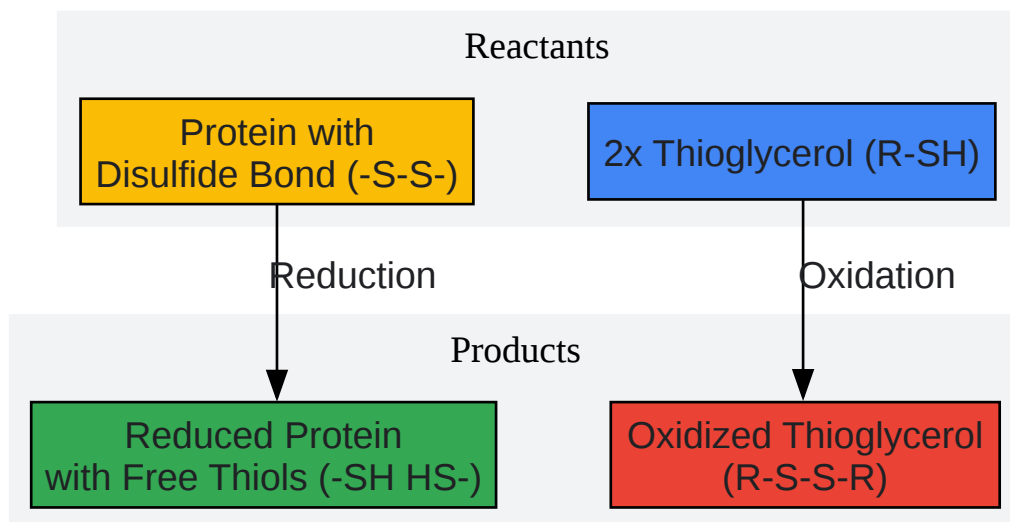 Reactants
Protein with
Disulfide Bond (-S-S-)
2x Thioglycerol (R-SH)
Reduction
Oxidation
Products
Reduced Protein
with Free Thiols (-SH HS-)
Oxidized Thioglycerol
(R-S-S-R)